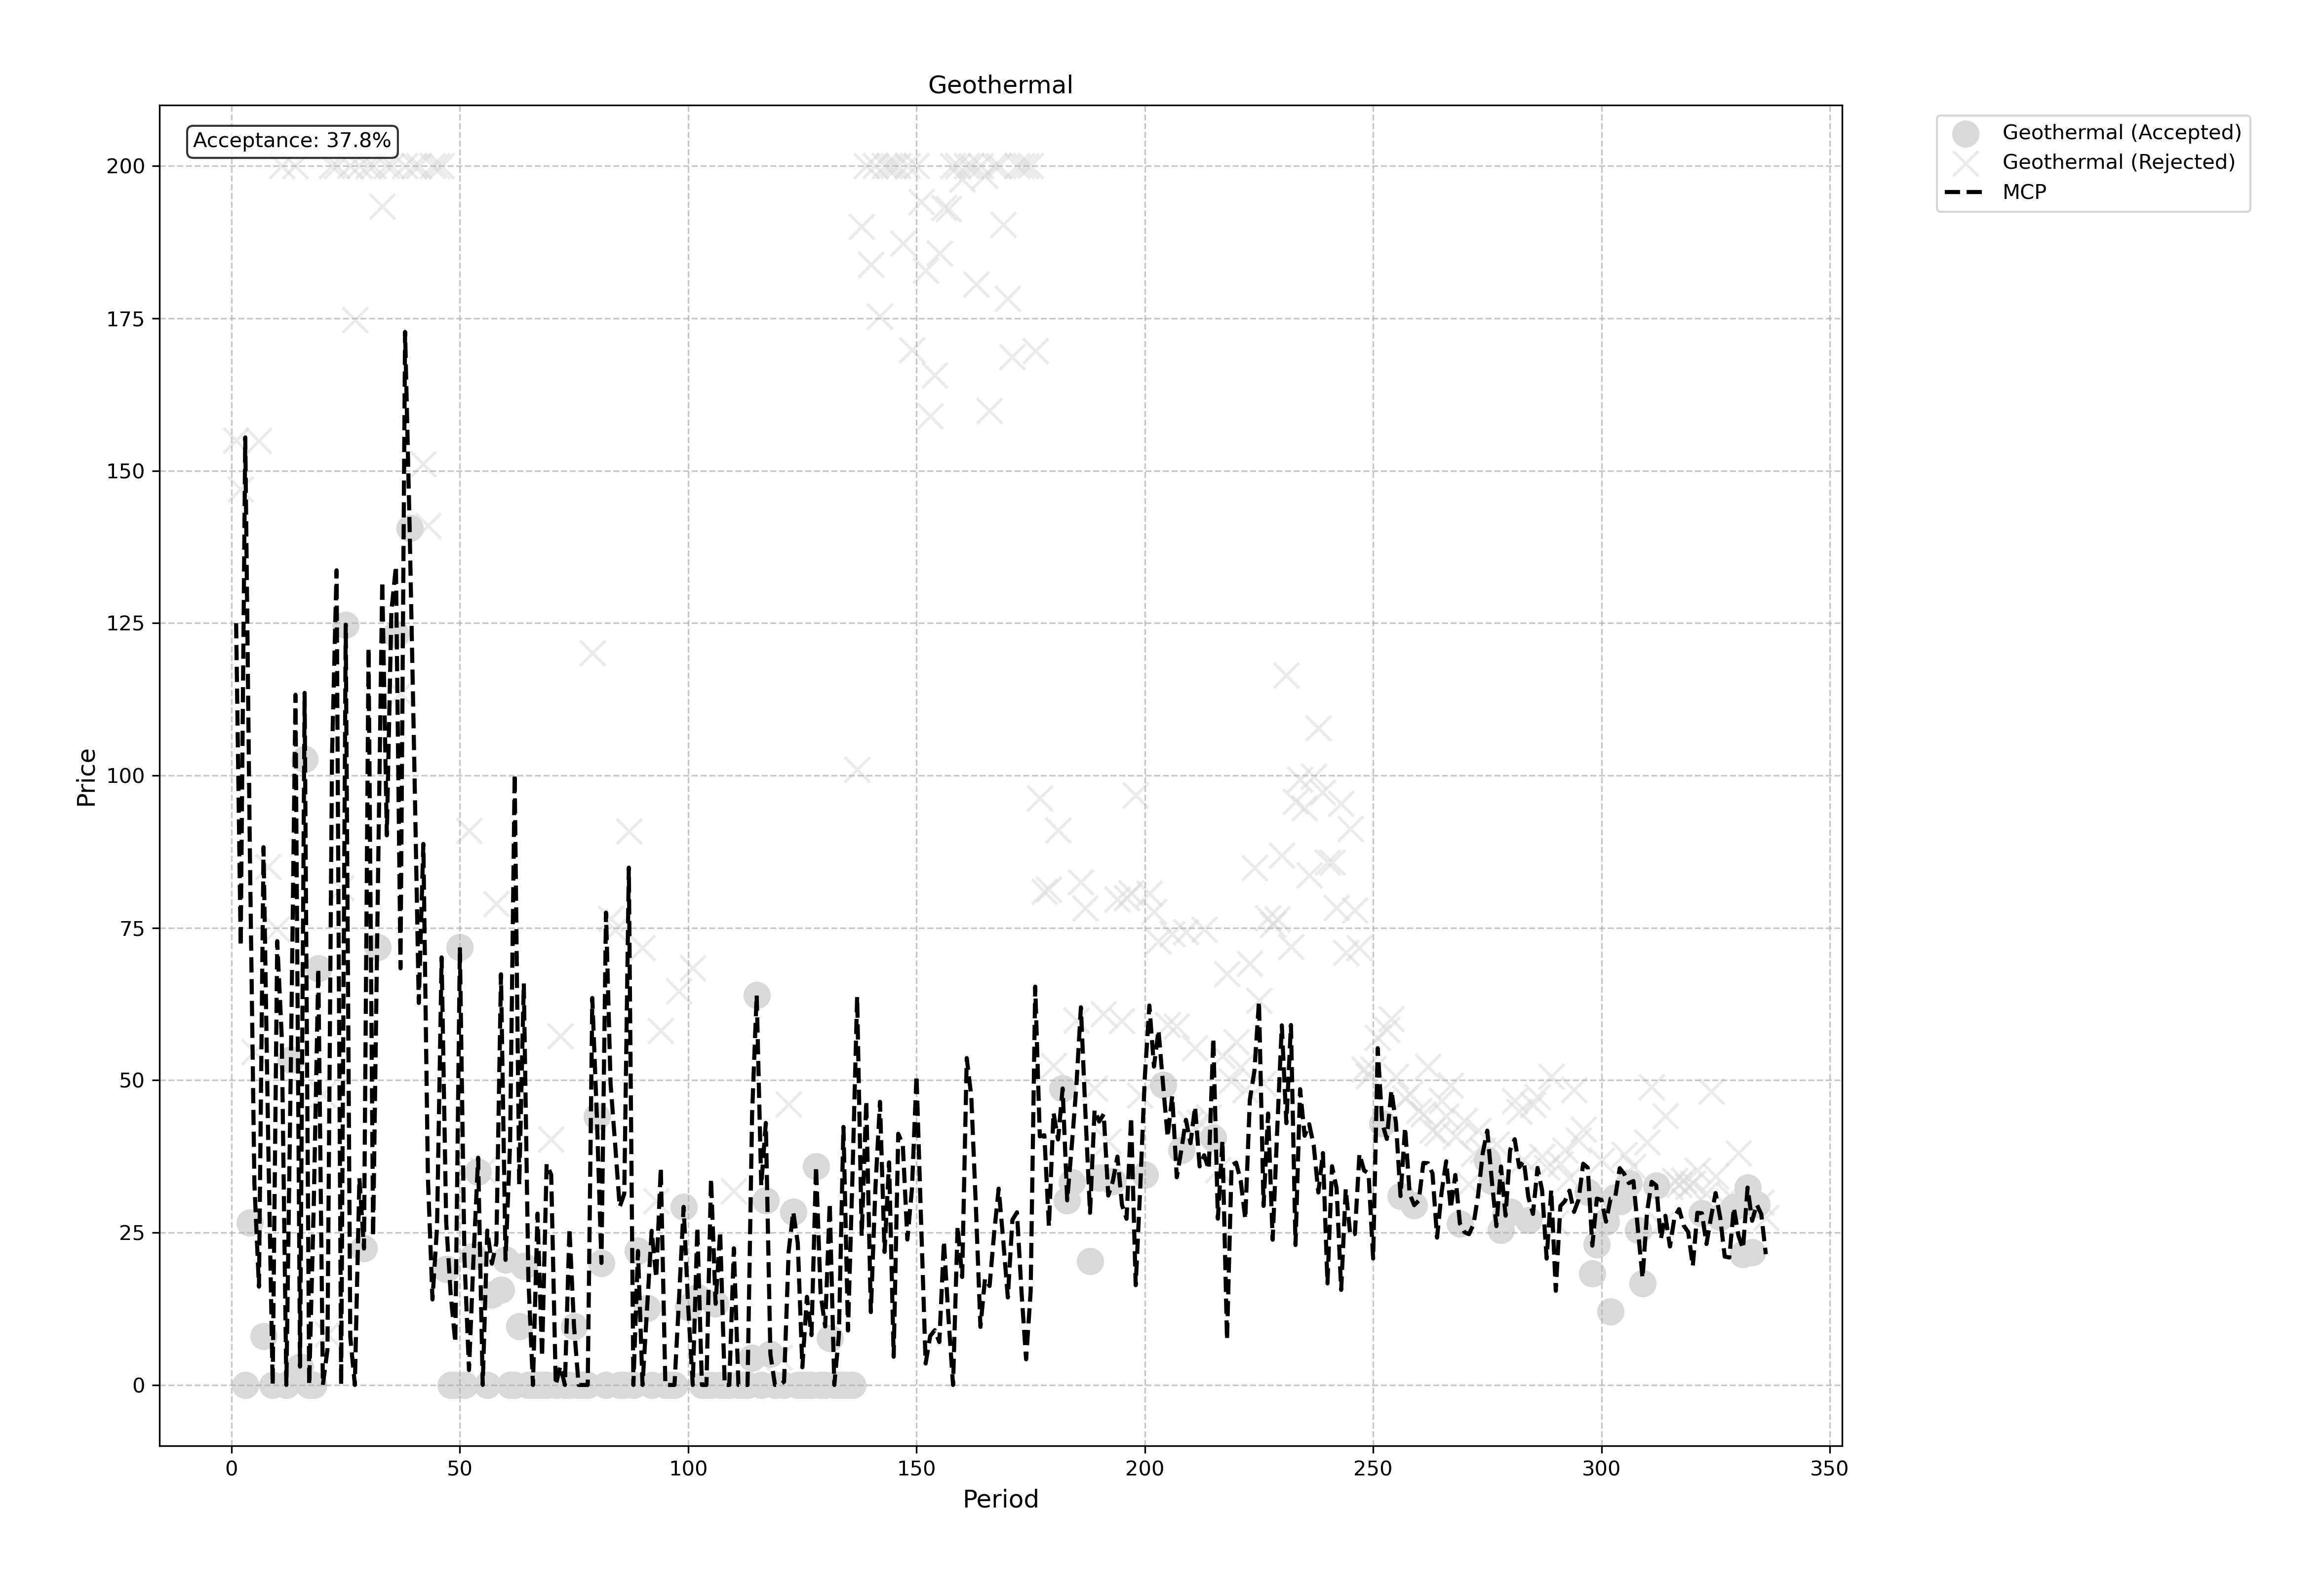 Geothermal
Acceptance: 37.8%
Geothermal (Accepted)
Geothermal (Rejected)
MCP
Price
200
175
150
125
100
75
50
25
0
0 50 100 150 200 250 300 350
Period